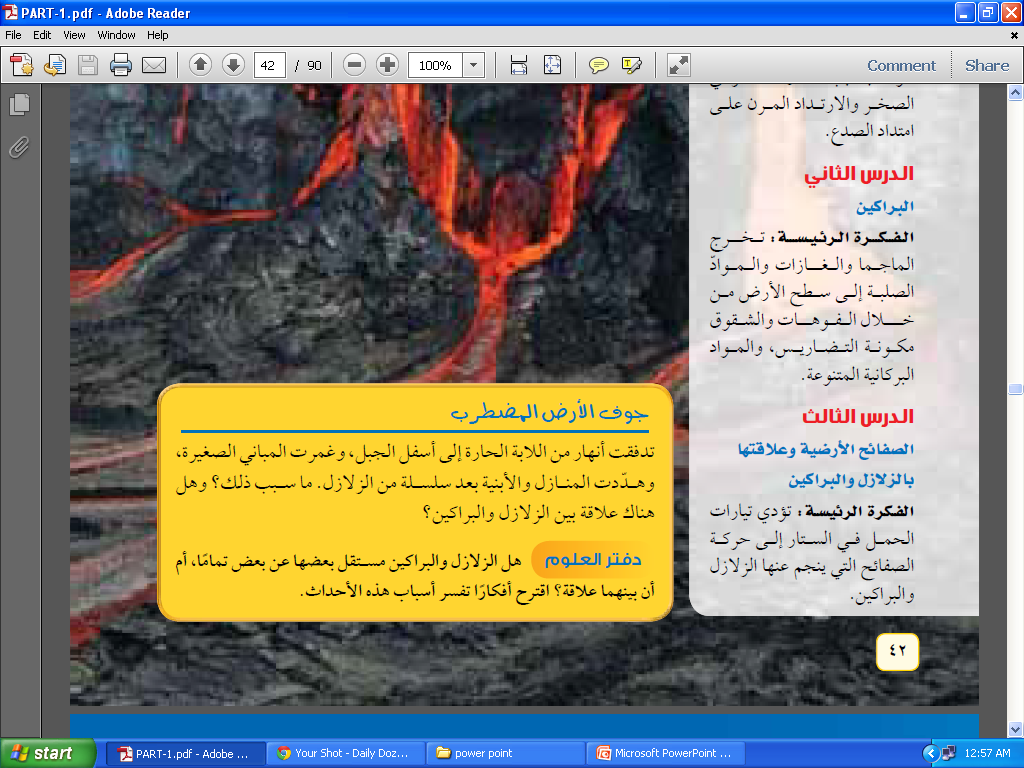 PART-1.pdf - Adobe Reader
File Edit View Window Help
42 / 90 100% Comment Share
الصخر والارتداد المرن على
امتداد الصدع.
الدرس الثاني
البراكين
الفكرة الرئيسة: تخرج
الماجما والغازات والموادّ
الصلبة إلى سطح الأرض من
خلال الفوهات والشقوق
مكونة التضاريس، والمواد
البركانية المتنوعة.
الدرس الثالث
الصفائح الأرضية وعلاقتها
بالزلازل والبراكين
الفكرة الرئيسة: تؤدي تيارات
الحمل في الستار إلى حركة
الصفائح التي ينجم عنها الزلازل
والبراكين.
جوف الأرض المضطرب
تدفقت أنهار من اللابة الحارة إلى أسفل الجبل، وغمرت المباني الصغيرة،
وهدّدت المنازل والأبنية بعد سلسلة من الزلازل. ما سبب ذلك؟ وهل
هناك علاقة بين الزلازل والبراكين؟
دفتر العلوم هل الزلازل والبراكين مستقل بعضها عن بعض تمامًا، أم
أن بينهما علاقة؟ اقترح أفكارًا تفسر أسباب هذه الأحداث.
٤٢
start PART-1.pdf - Adobe ... Your Shot - Daily Doz... power point Microsoft PowerPoint ... 12:57 AM